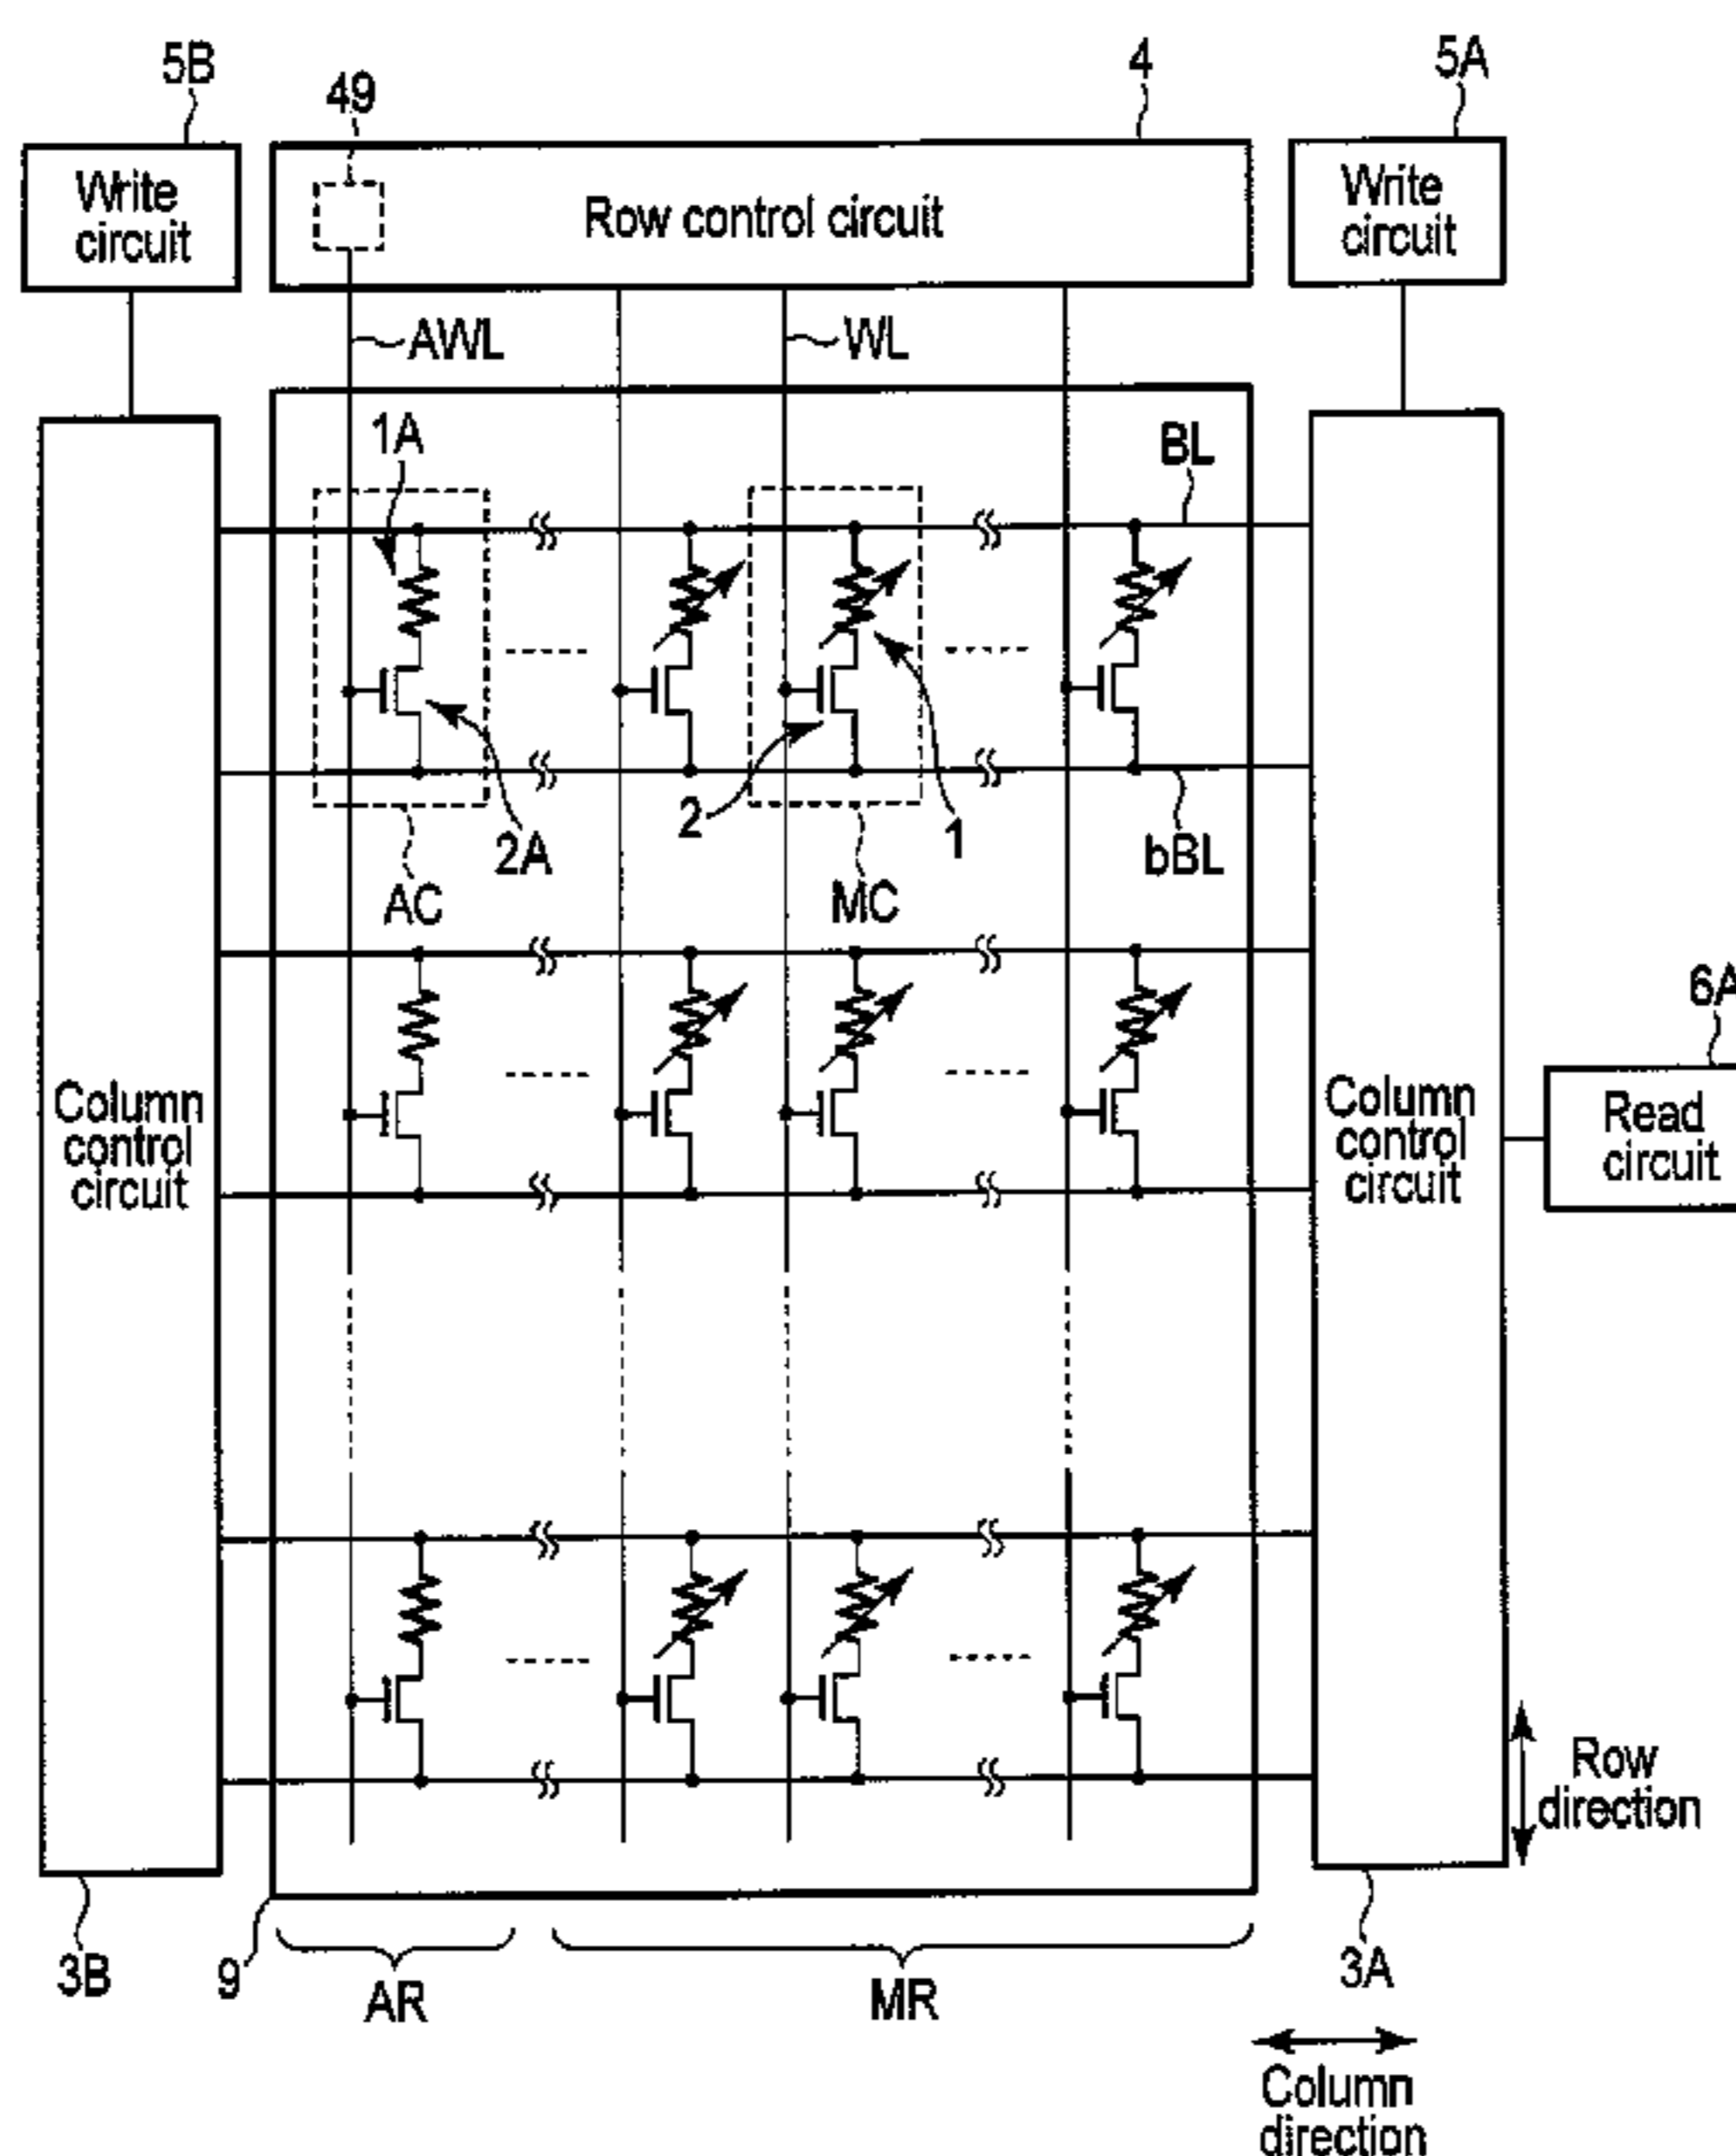 5B
49
4
5A
Write
circuit
Row control circuit
Write
circuit
AWL
WL
1A
BL
2A
2
1
bBL
AC
MC
6A
Column
control
circuit
Column
control
circuit
Read
circuit
Row
direction
3B
9
AR
MR
3A
Column
direction